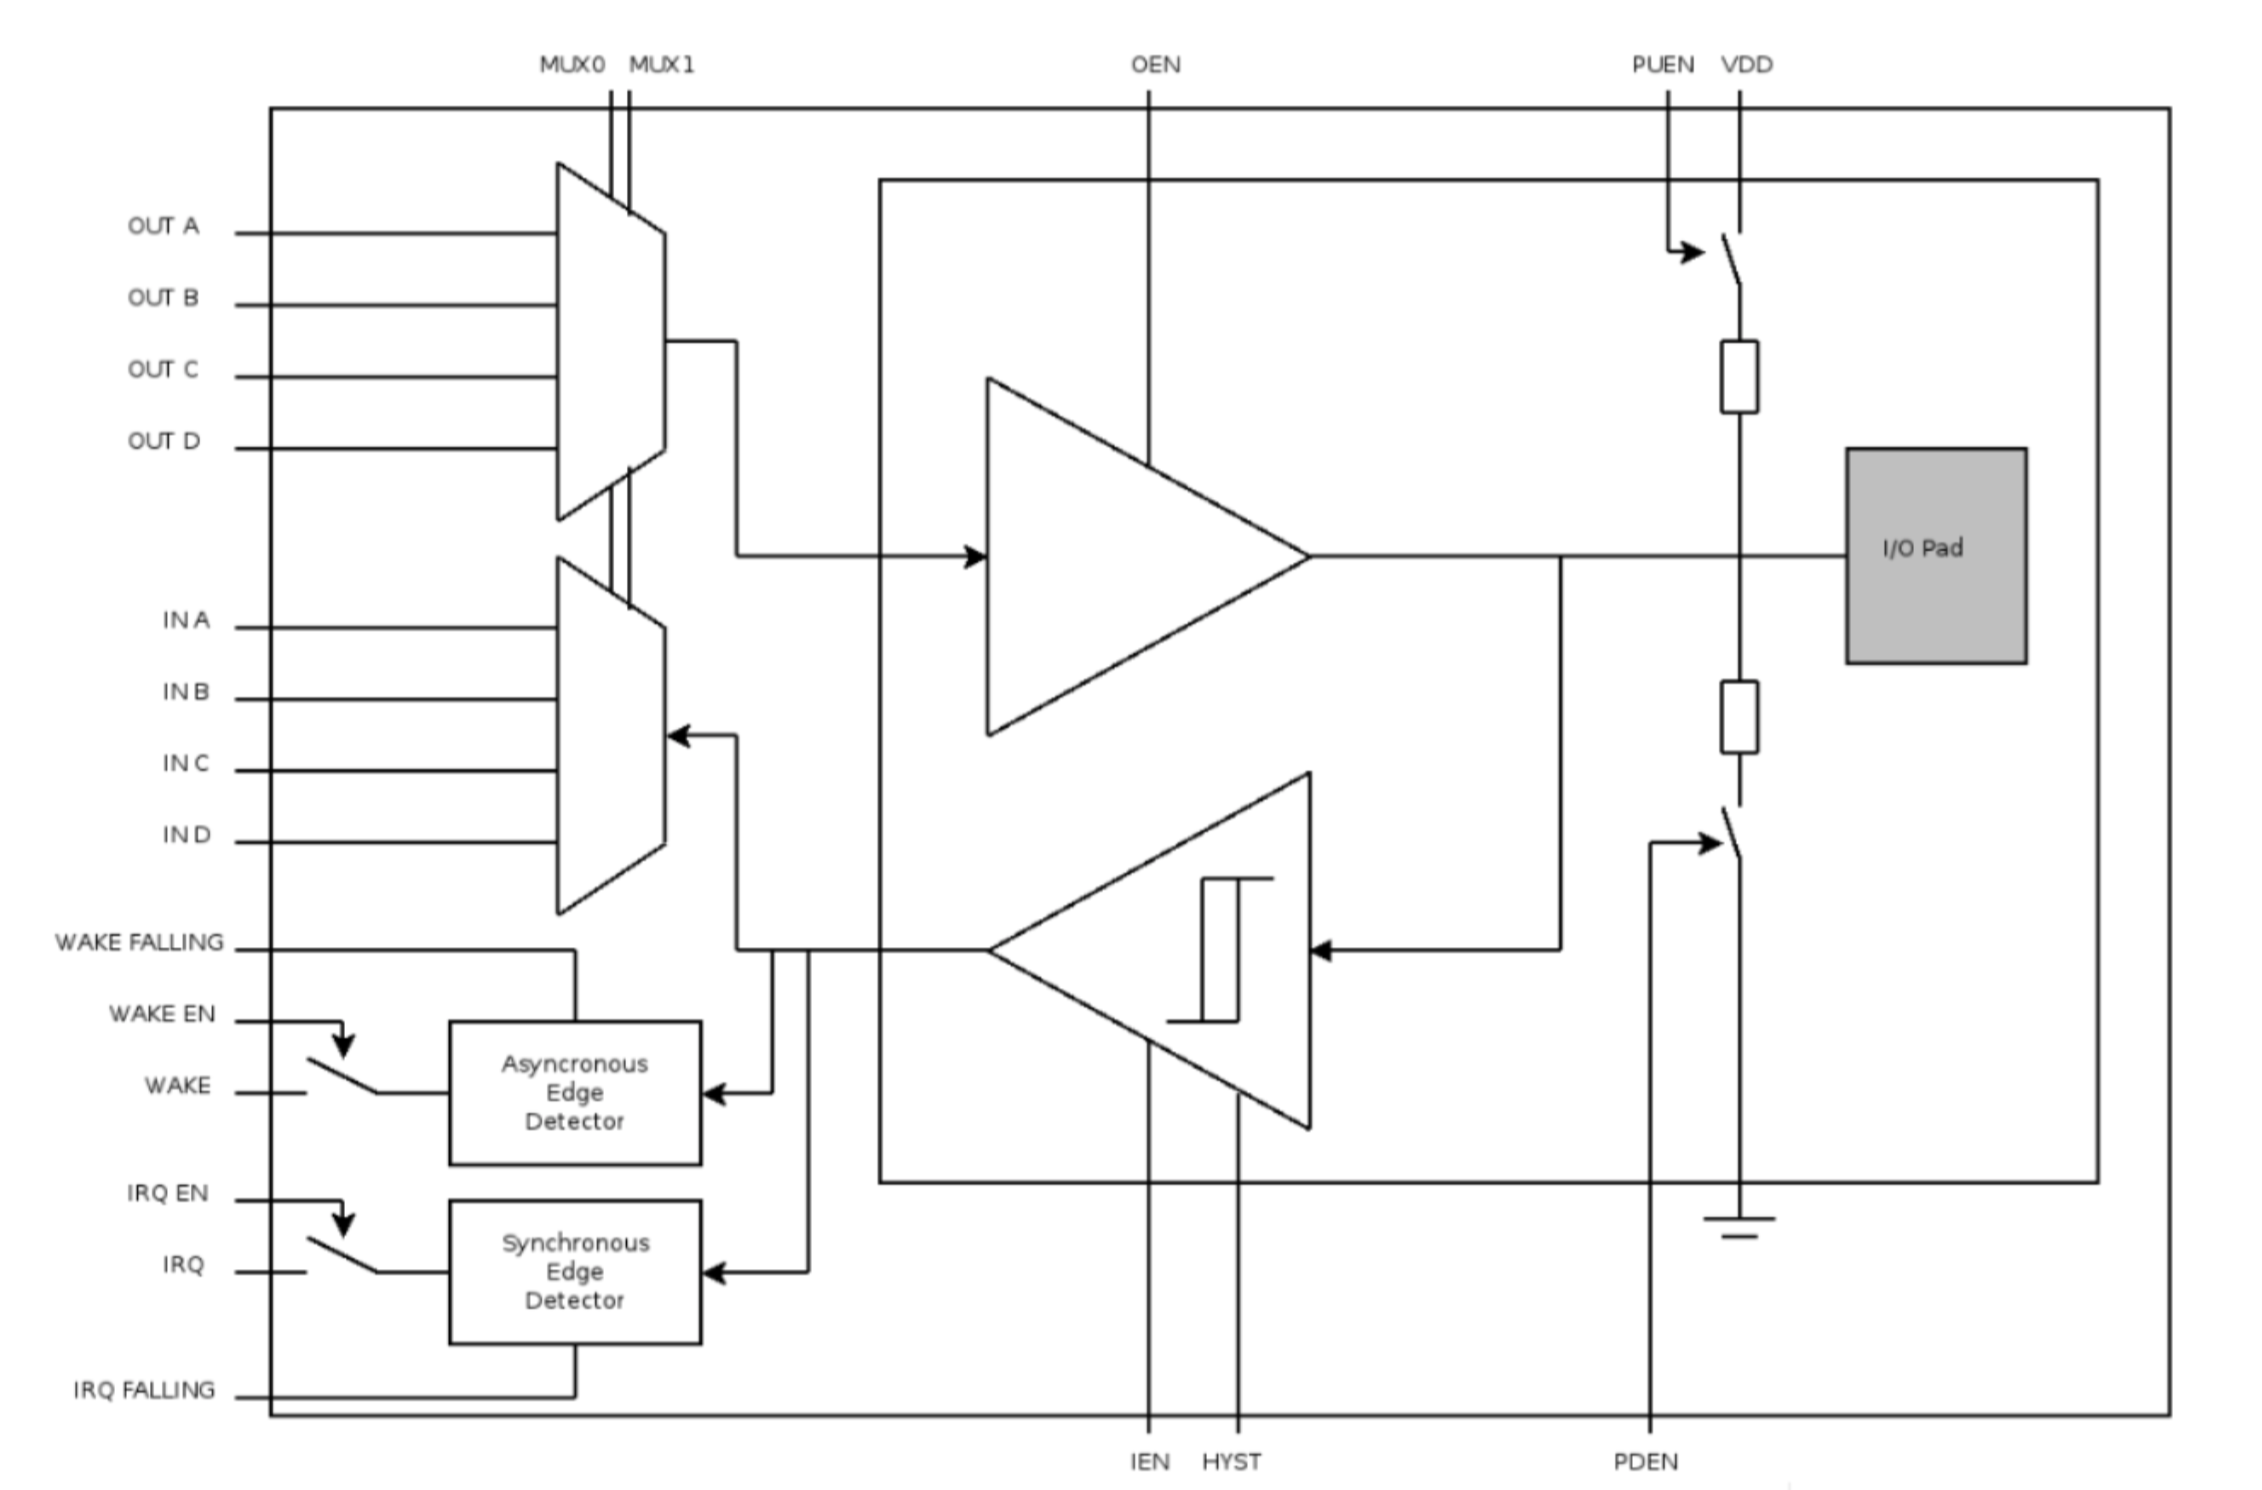 MUX0 MUX1
OEN
PUEN VDD
OUT A
OUT B
OUT C
OUT D
I/O Pad
IN A
IN B
IN C
IN D
WAKE FALLING
WAKE EN
WAKE
Asyncronous
Edge
Detector
IRQ EN
IRQ
Synchronous
Edge
Detector
IRQ FALLING
IEN HYST
PDEN